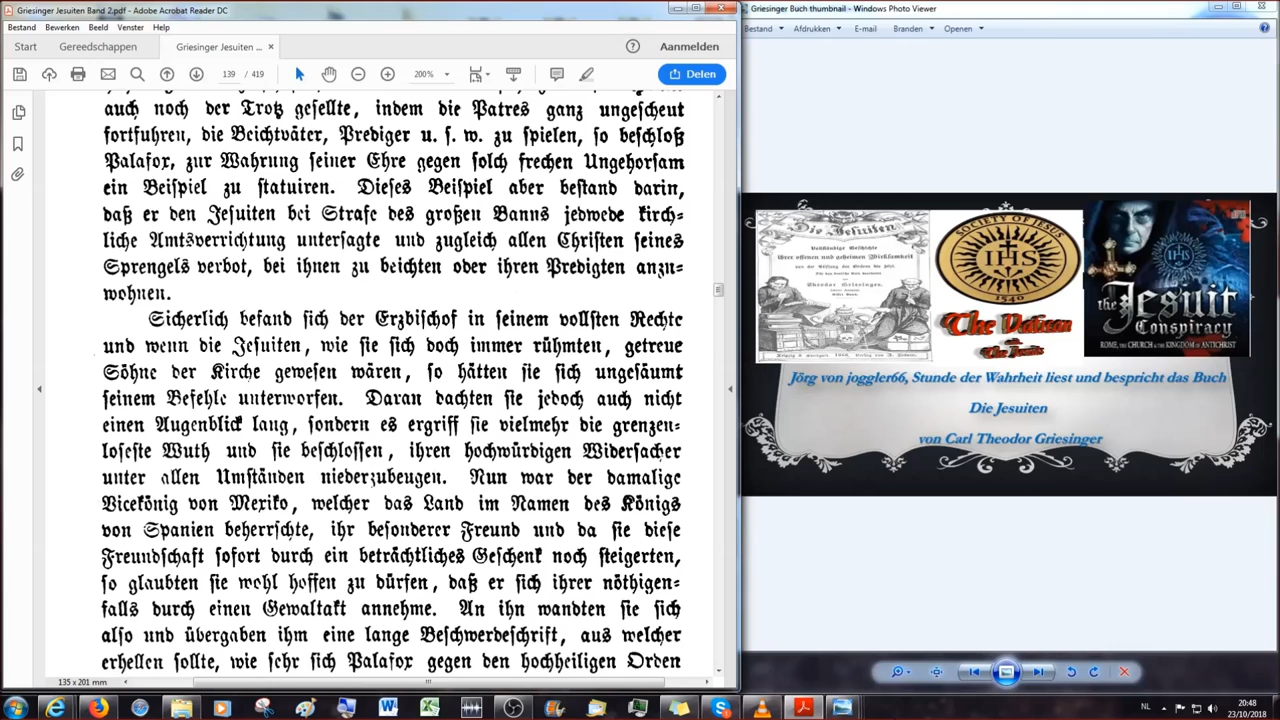 Griesinger Jesuiten Band 2.pdf - Adobe Acrobat Reader DC
Bestand Bewerken Beeld Venster Help
Start Gereedschappen Griesinger Jesuiten ... × Aanmelden
139 / 419 200% Delen
auch noch der Trotz gesellte, indem die Patres ganz ungescheut
fortfuhren, die Beichtväter, Prediger u. s. w. zu spielen, so beschloß
Palafox, zur Wahrung seiner Ehre gegen solch frechen Ungehorsam
ein Beispiel zu statuiren. Dieses Beispiel aber bestand darin,
daß er den Jesuiten bei Strafe des großen Banns jedwede kirch-
liche Amtsverrichtung untersagte und zugleich allen Christen seines
Sprengels verbot, bei ihnen zu beichten oder ihren Predigten anzu-
wohnen.
Sicherlich befand sich der Erzbischof in seinem vollsten Rechte
und wenn die Jesuiten, wie sie sich doch immer rühmten, getreue
Söhne der Kirche gewesen wären, so hätten sie sich ungesäumt
seinem Befehle unterworfen. Daran dachten sie jedoch auch nicht
einen Augenblick lang, sondern es ergriff sie vielmehr die grenzen-
loseste Wuth und sie beschlossen, ihren hochwürdigen Widersacher
unter allen Umständen niederzubeugen. Nun war der damalige
Vicekönig von Mexiko, welcher das Land im Namen des Königs
von Spanien beherrschte, ihr besonderer Freund und da sie diese
Freundschaft sofort durch ein beträchtliches Geschenk noch steigerten,
so glaubten sie wohl hoffen zu dürfen, daß er sich ihrer nöthigen-
falls durch einen Gewaltakt annehme. An ihn wandten sie sich
also und übergaben ihm eine lange Beschwerdeschrift, aus welcher
erhellen sollte, wie sehr sich Palafox gegen den hochheiligen Orden
135 x 201 mm
Griesinger Buch thumbnail - Windows Photo Viewer
Bestand Afdrukken E-mail Branden Openen
Die Jesuiten
Vollständige Geschichte
ihrer offenen und geheimen Wirksamkeit
Theodor Griesinger.
SOCIETY OF JESUS
IHS
1540
The Vatican
and
The Jesuits
IHS
the Jesuit
Conspiracy
ROME, THE CHURCH & THE KINGDOM OF ANTICHRIST
Jörg von joggler66, Stunde der Wahrheit liest und bespricht das Buch
Die Jesuiten
von Carl Theodor Griesinger
NL 20:48
23/10/2018